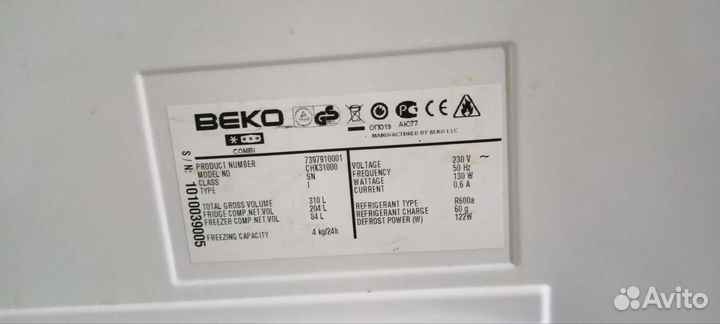 BEKO
COMBI
ОП019 АЮ77
MANUFACTURED BY BEKO LLC
S / N: 1010039005
PRODUCT NUMBER 7397910001
MODEL NO CHK31000
CLASS SN
TYPE I
TOTAL GROSS VOLUME 310 L
FRIDGE COMP.NET.VOL 204 L
FREEZER COMP.NET.VOL 84 L
FREEZING CAPACITY 4 kg/24h
VOLTAGE 230 V ~
FREQUENCY 50 Hz
WATTAGE 130 W
CURRENT 0,6 A
REFRIGERANT TYPE R600a
REFRIGERANT CHARGE 60 g
DEFROST POWER (W) 122W
Avito